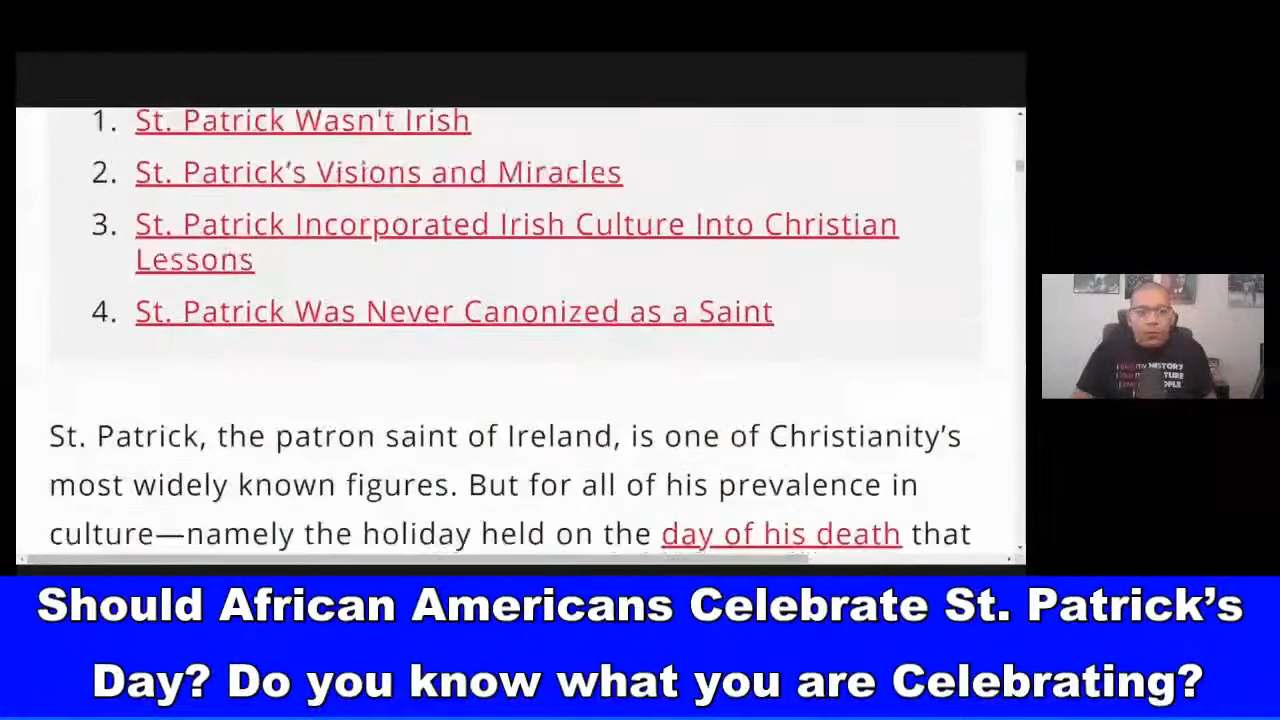 1. St. Patrick Wasn't Irish
2. St. Patrick’s Visions and Miracles
3. St. Patrick Incorporated Irish Culture Into Christian
Lessons
4. St. Patrick Was Never Canonized as a Saint
St. Patrick, the patron saint of Ireland, is one of Christianity’s
most widely known figures. But for all of his prevalence in
culture—namely the holiday held on the day of his death that
HISTORY
Should African Americans Celebrate St. Patrick’s
Day? Do you know what you are Celebrating?